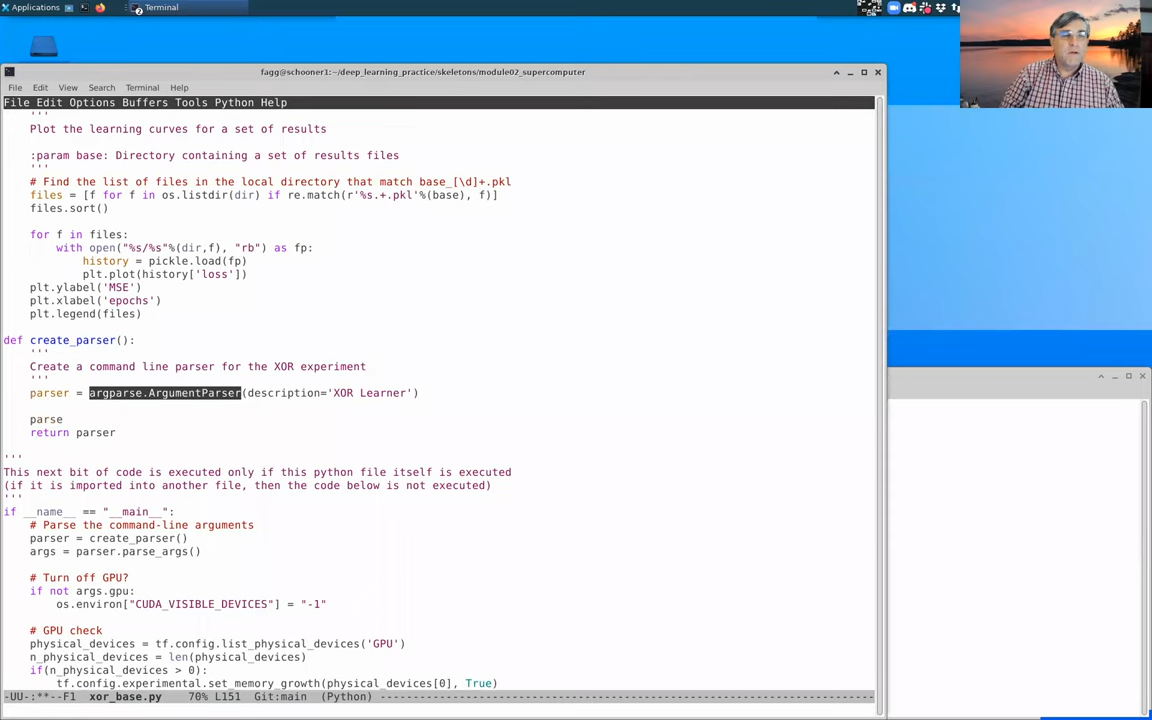 Applications
Terminal
fagg@schooner1:~/deep_learning_practice/skeletons/module02_supercomputer
File Edit View Search Terminal Help
File Edit Options Buffers Tools Python Help
'''
Plot the learning curves for a set of results
:param base: Directory containing a set of results files
'''
# Find the list of files in the local directory that match base_[\d]+.pkl
files = [f for f in os.listdir(dir) if re.match(r'%s.+.pkl'%(base), f)]
files.sort()
for f in files:
with open("%s/%s"%(dir,f), "rb") as fp:
history = pickle.load(fp)
plt.plot(history['loss'])
plt.ylabel('MSE')
plt.xlabel('epochs')
plt.legend(files)
def create_parser():
'''
Create a command line parser for the XOR experiment
'''
parser = argparse.ArgumentParser(description='XOR Learner')
parse
return parser
'''
This next bit of code is executed only if this python file itself is executed
(if it is imported into another file, then the code below is not executed)
'''
if __name__ == "__main__":
# Parse the command-line arguments
parser = create_parser()
args = parser.parse_args()
# Turn off GPU?
if not args.gpu:
os.environ["CUDA_VISIBLE_DEVICES"] = "-1"
# GPU check
physical_devices = tf.config.list_physical_devices('GPU')
n_physical_devices = len(physical_devices)
if(n_physical_devices > 0):
tf.config.experimental.set_memory_growth(physical_devices[0], True)
-UU-:**--F1 xor_base.py 70% L151 Git:main (Python)